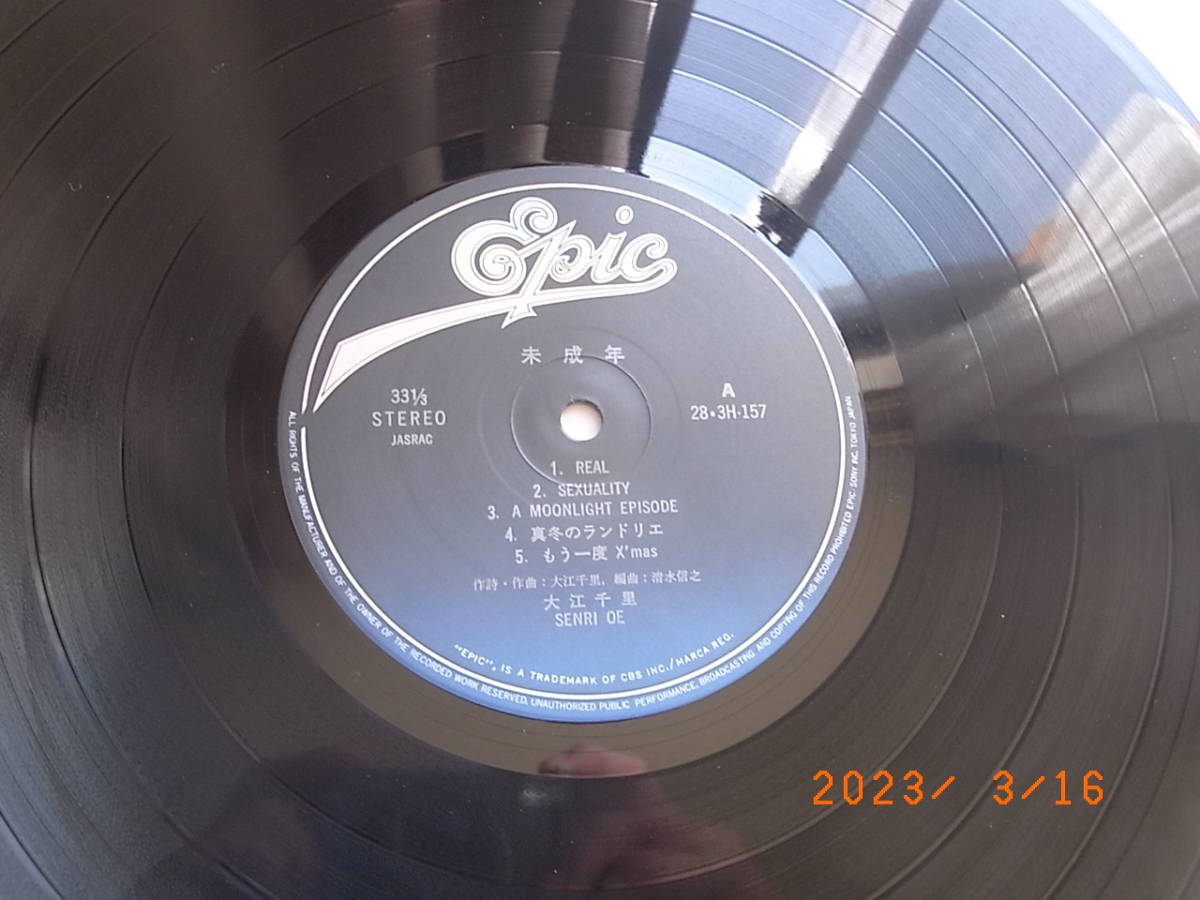 Epic
未成年
33⅓
STEREO
JASRAC
A
28・3H-157
1. REAL
2. SEXUALITY
3. A MOONLIGHT EPISODE
4. 真冬のランドリエ
5. もう一度 X'mas
作詩・作曲：大江千里, 編曲：清水信之
大江千里
SENRI OE
"EPIC", IS A TRADEMARK OF CBS INC./MARCA REG.
ALL RIGHTS OF THE MANUFACTURER AND OF THE OWNER OF THE RECORDED WORK RESERVED. UNAUTHORIZED PUBLIC PERFORMANCE, BROADCASTING AND COPYING OF THIS RECORD PROHIBITED EPIC/SONY INC. TOKYO JAPAN
2023/ 3/16